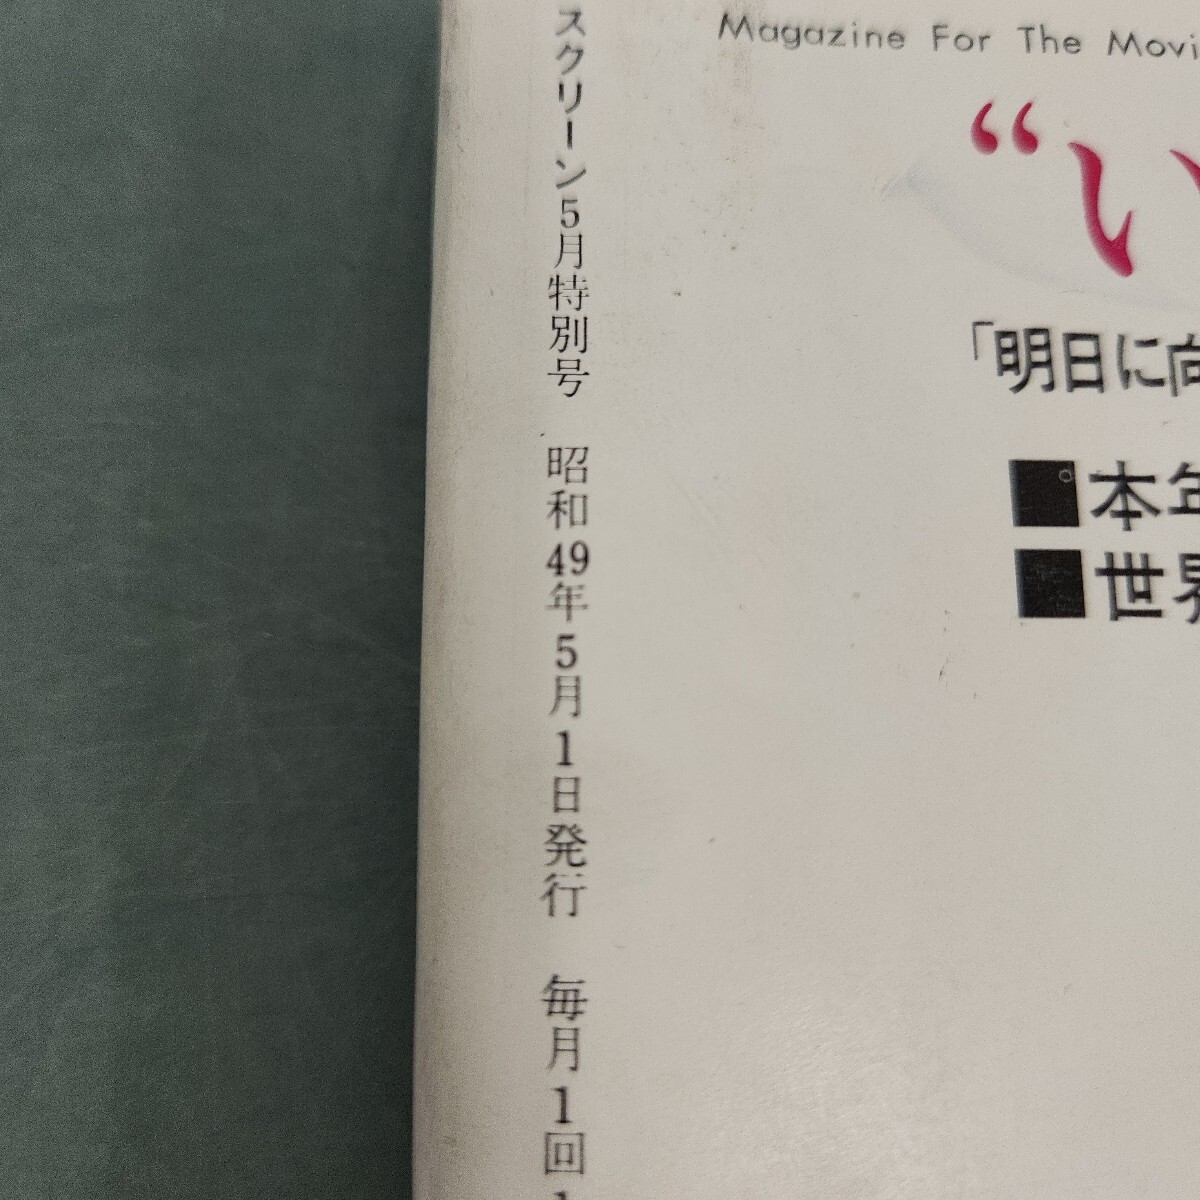 スクリーン5月特別号　昭和49年5月1日発行　毎月1回
Magazine For The Movi
“い
「明日に向
■本年
■世界